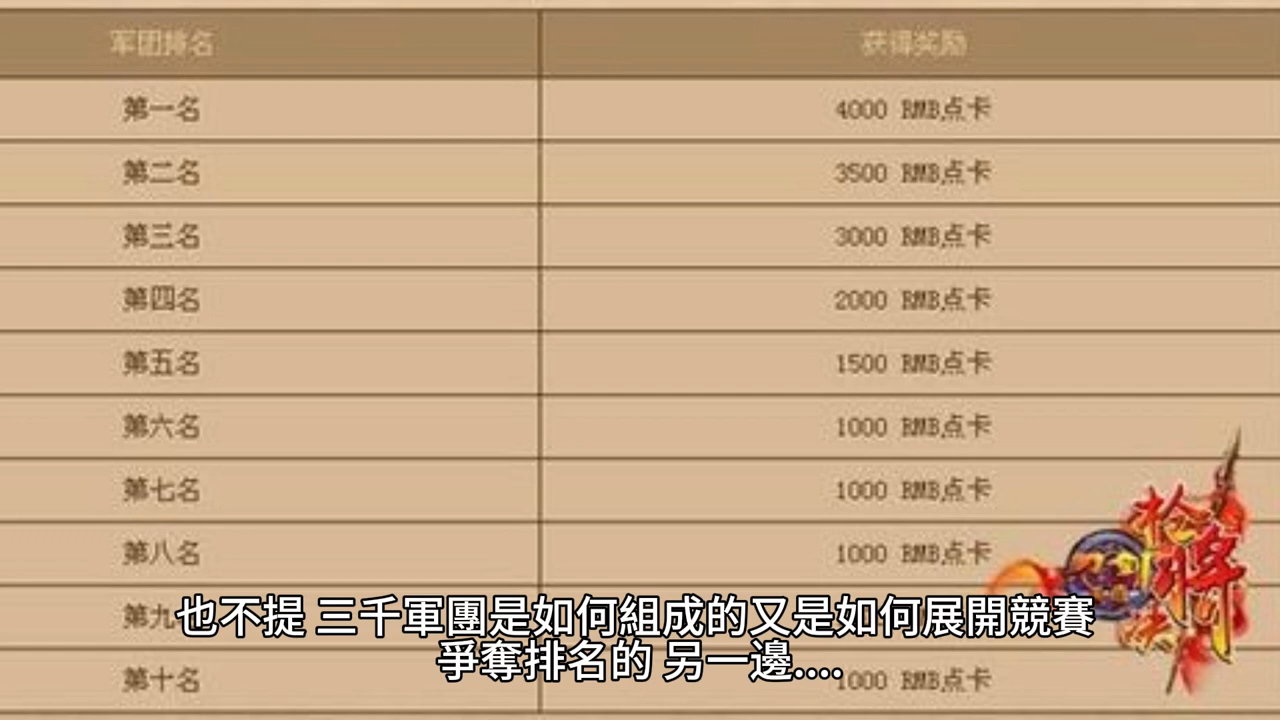 军团排名 获得奖励
第一名 4000 RMB点卡
第二名 3500 RMB点卡
第三名 3000 RMB点卡
第四名 2000 RMB点卡
第五名 1500 RMB点卡
第六名 1000 RMB点卡
第七名 1000 RMB点卡
第八名 1000 RMB点卡
第九
也不提 三千軍團是如何組成的又是如何展開競賽
爭奪排名的 另一邊....
第十名 1000 RMB点卡